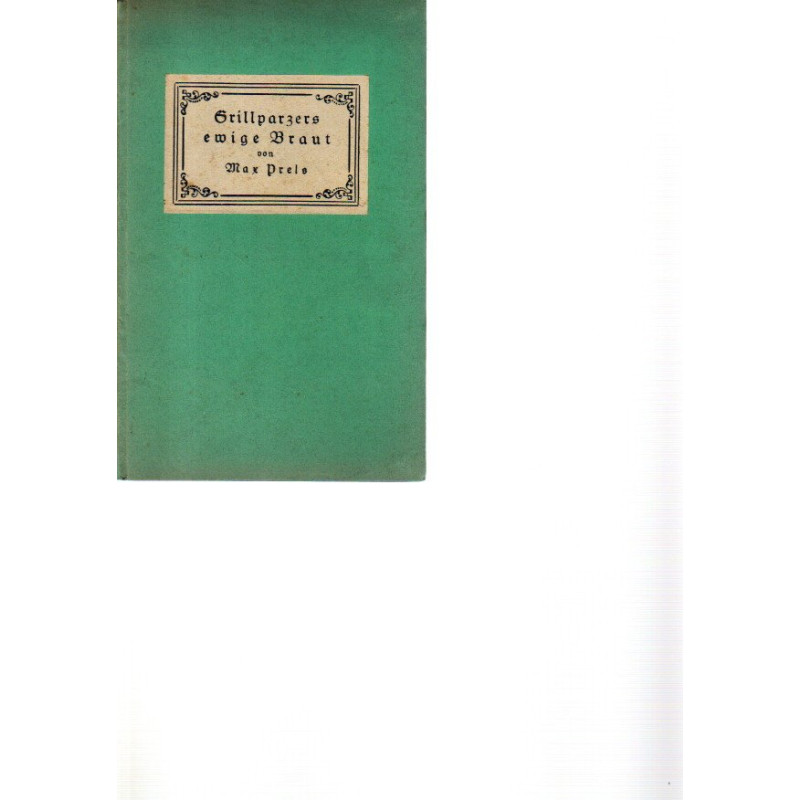 Grillparzers
ewige Braut
von
Max Prels